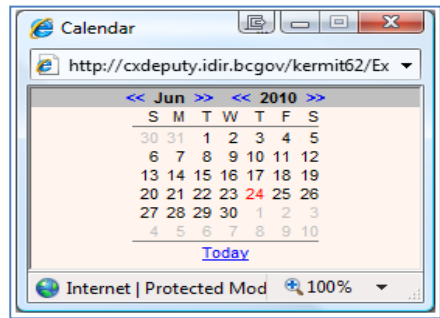 Calendar
http://cxdeputy.idir.bcgov/kermit62/Ex
<< Jun >> << 2010 >>
S M T W T F S
30 31 1 2 3 4 5
6 7 8 9 10 11 12
13 14 15 16 17 18 19
20 21 22 23 24 25 26
27 28 29 30 1 2 3
4 5 6 7 8 9 10
Today
Internet | Protected Mod 100%